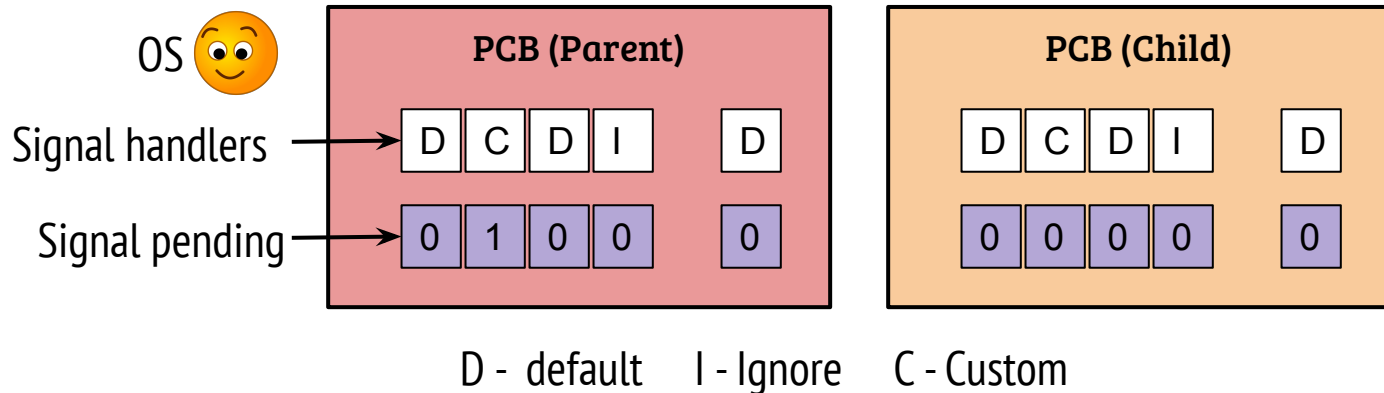 OS
PCB (Parent) PCB (Child)
Signal handlers D C D I D D C D I D
Signal pending 0 1 0 0 0 0 0 0 0 0
D - default I - Ignore C - Custom